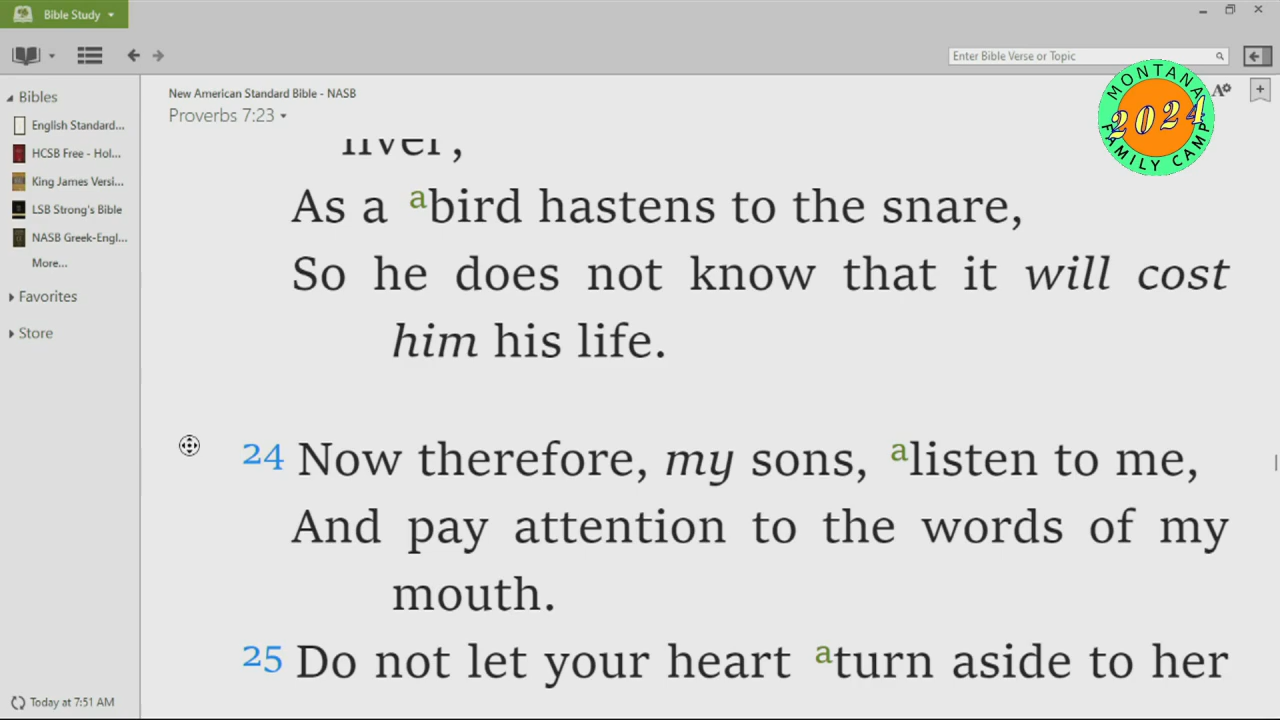 Bible Study
Enter Bible Verse or Topic
MONTANA
2024
FAMILY CAMP
Bibles
English Standard...
HCSB Free - Hol...
King James Versi...
LSB Strong's Bible
NASB Greek-Engl...
More...
Favorites
Store
Today at 7:51 AM
New American Standard Bible - NASB
Proverbs 7:23
liver,
As a abird hastens to the snare,
So he does not know that it will cost
him his life.
24 Now therefore, my sons, alisten to me,
And pay attention to the words of my
mouth.
25 Do not let your heart aturn aside to her